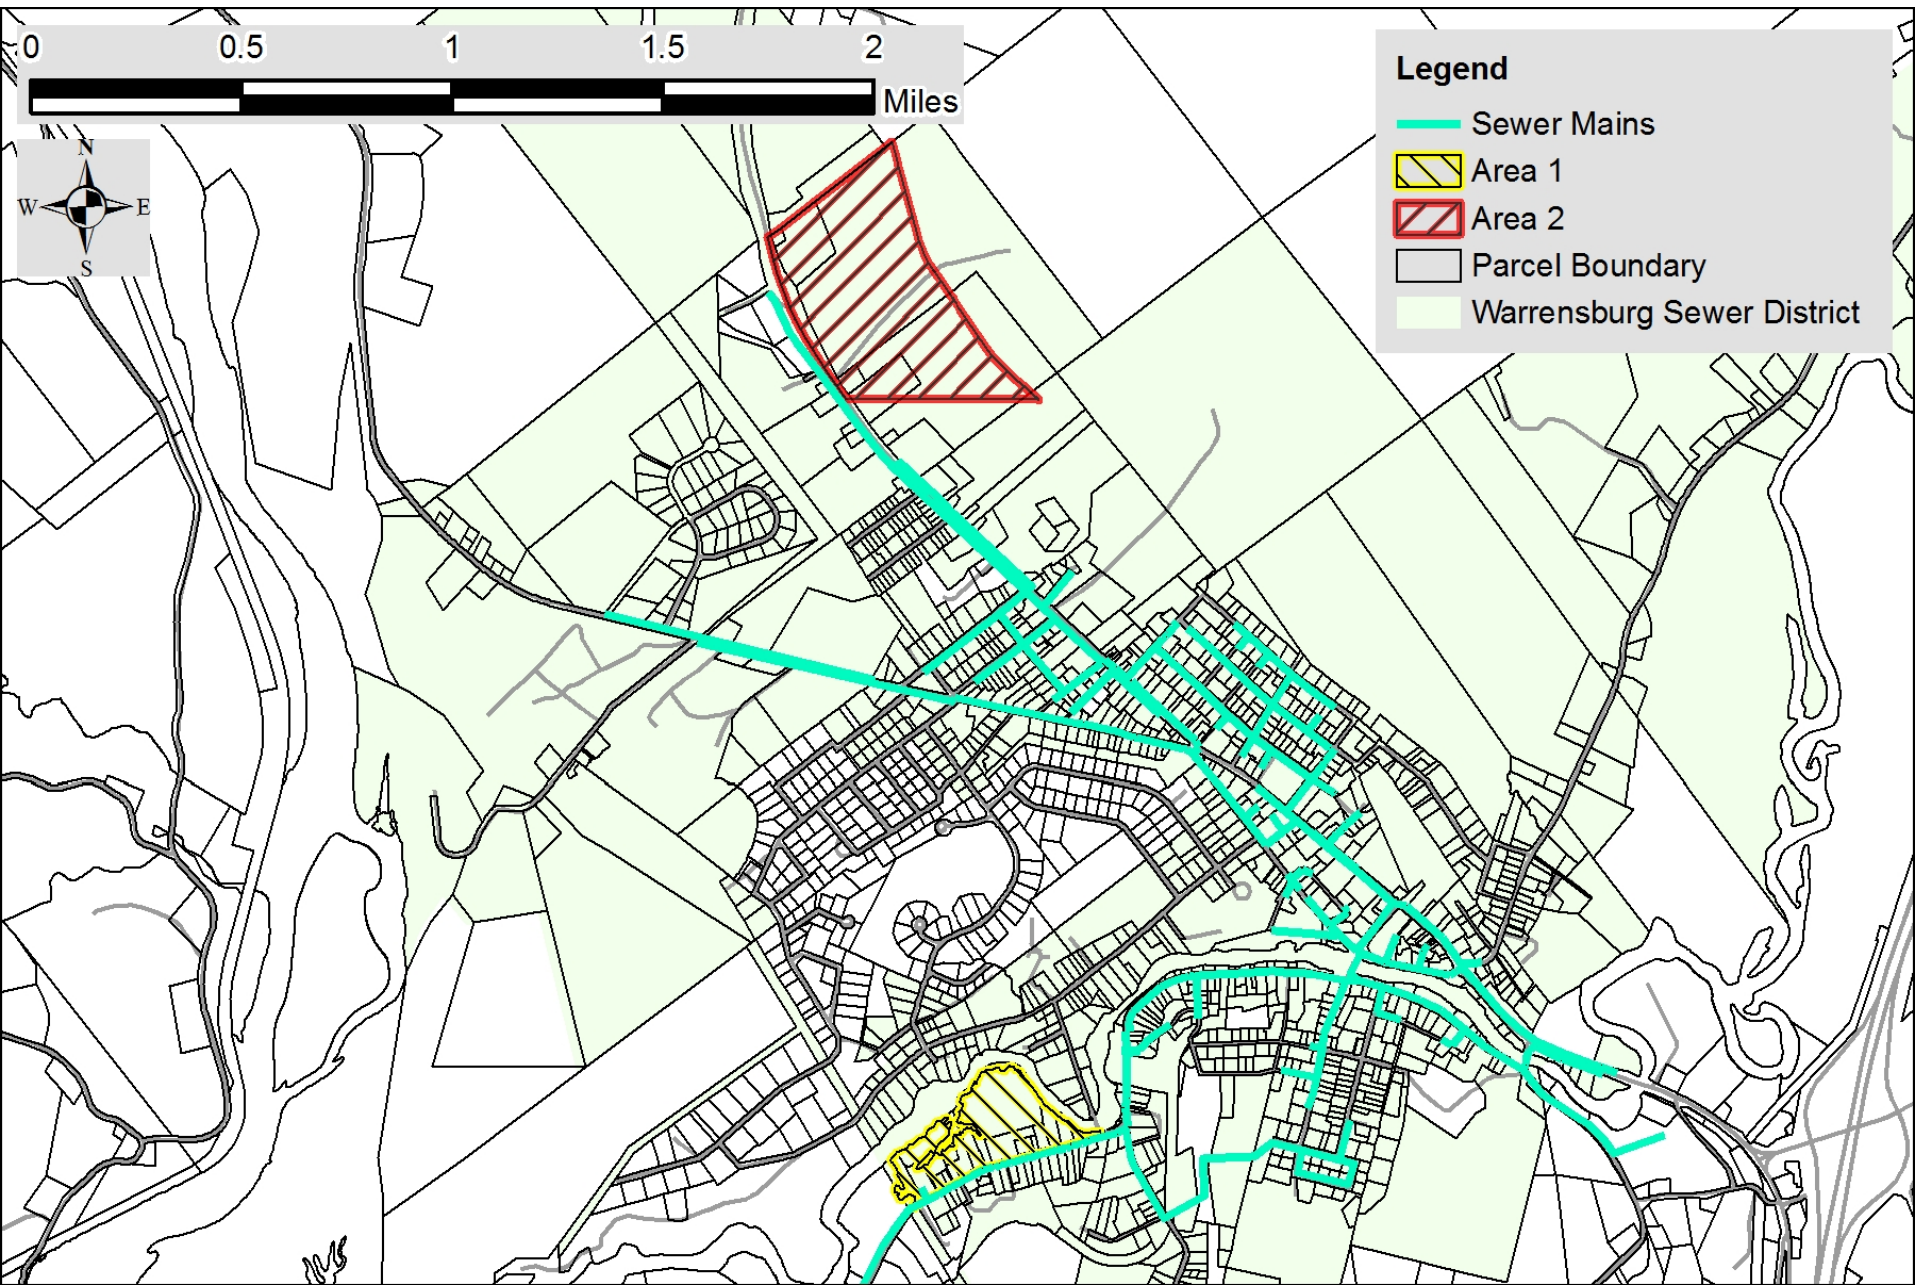 0 0.5 1 1.5 2
Miles
N
W E
S
Legend
Sewer Mains
Area 1
Area 2
Parcel Boundary
Warrensburg Sewer District